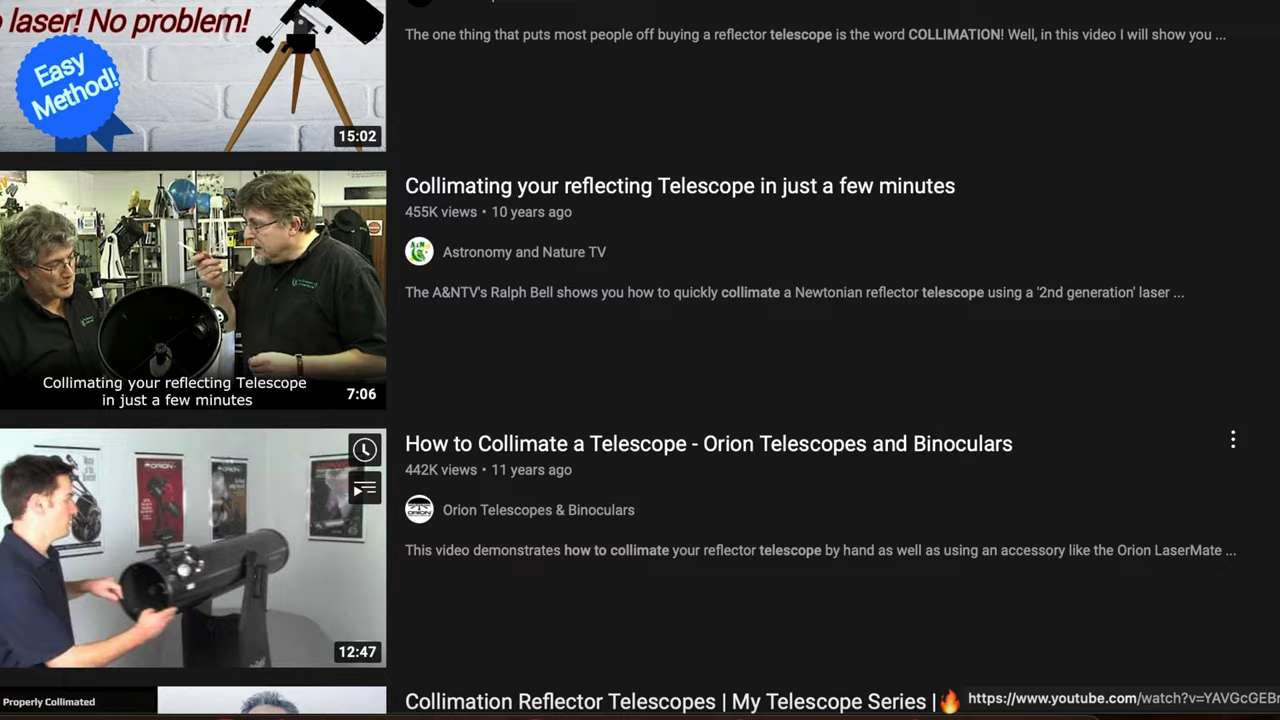 laser! No problem!
Easy
Method!
15:02
The one thing that puts most people off buying a reflector telescope is the word COLLIMATION! Well, in this video I will show you ...
Collimating your reflecting Telescope in just a few minutes
455K views • 10 years ago
Astronomy and Nature TV
The A&NTV's Ralph Bell shows you how to quickly collimate a Newtonian reflector telescope using a '2nd generation' laser ...
Collimating your reflecting Telescope
in just a few minutes
7:06
How to Collimate a Telescope - Orion Telescopes and Binoculars
442K views • 11 years ago
Orion Telescopes & Binoculars
This video demonstrates how to collimate your reflector telescope by hand as well as using an accessory like the Orion LaserMate ...
ORION
12:47
Properly Collimated
Collimation Reflector Telescopes | My Telescope Series |
https://www.youtube.com/watch?v=YAVGcGEB